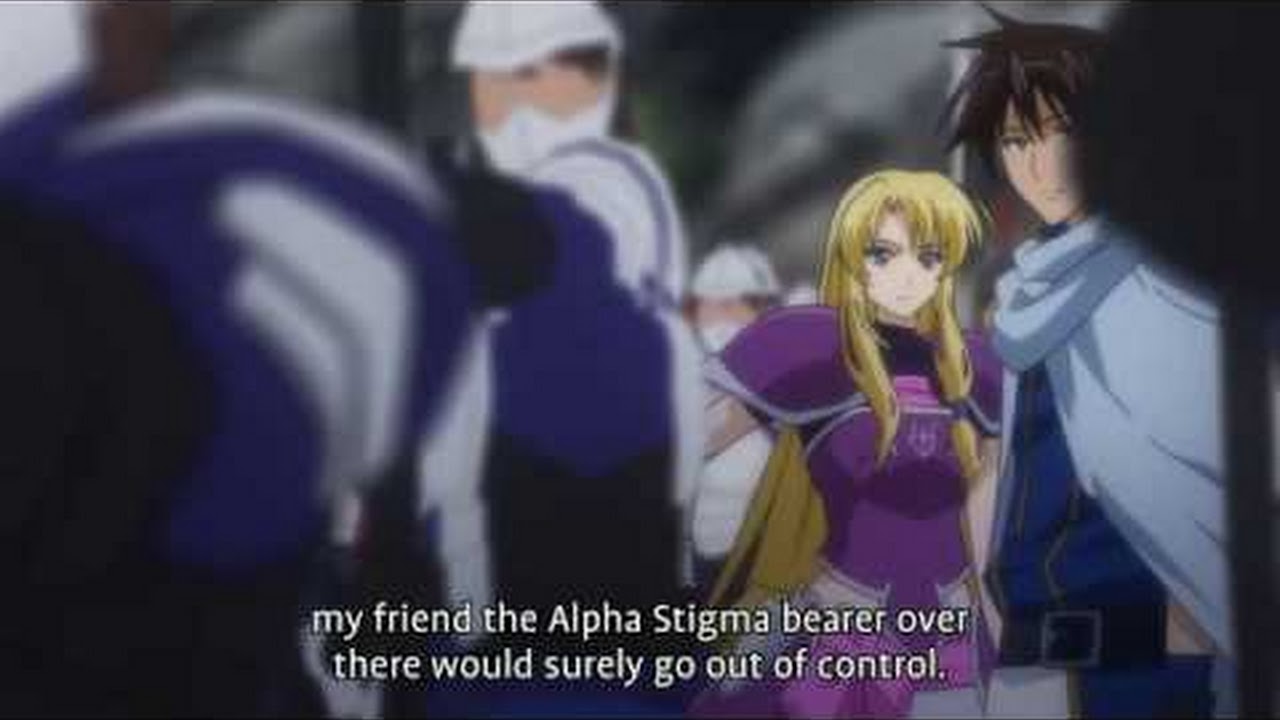 my friend the Alpha Stigma bearer over
there would surely go out of control.